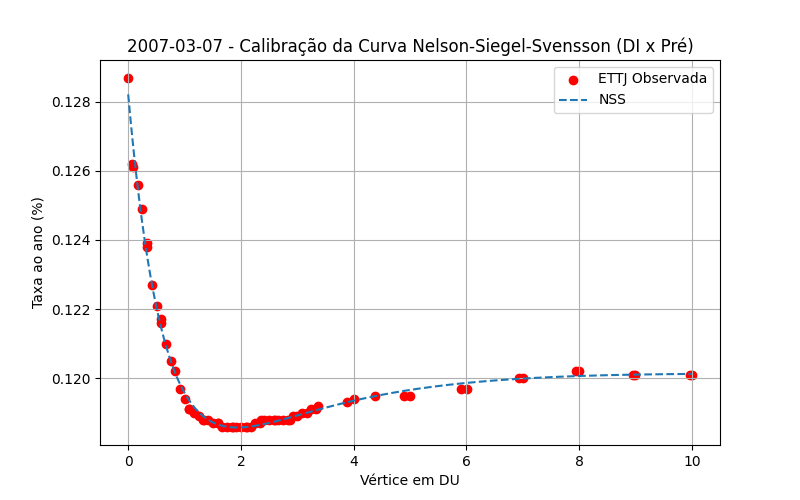 2007-03-07 - Calibração da Curva Nelson-Siegel-Svensson (DI x Pré)
ETTJ Observada
NSS
Taxa ao ano (%)
0.128
0.126
0.124
0.122
0.120
0 2 4 6 8 10
Vértice em DU